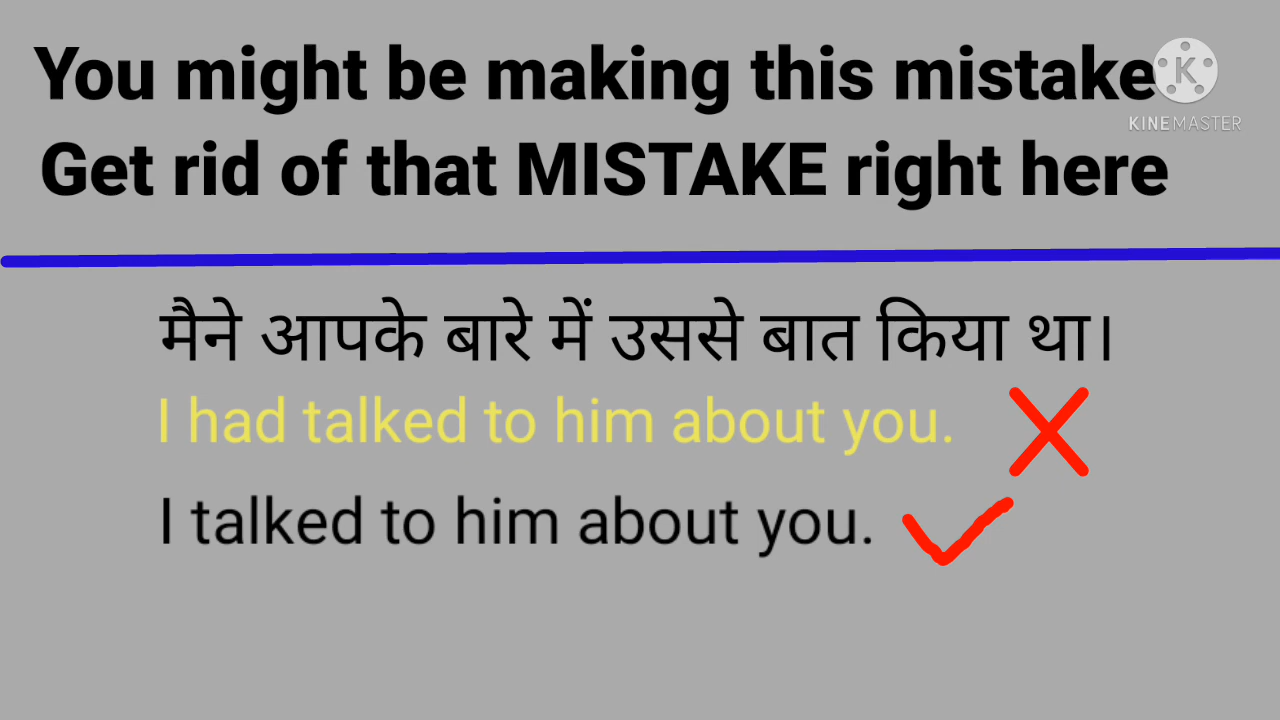 You might be making this mistake
K
KINEMASTER
Get rid of that MISTAKE right here
मैने आपके बारे में उससे बात किया था।
I had talked to him about you.
I talked to him about you.